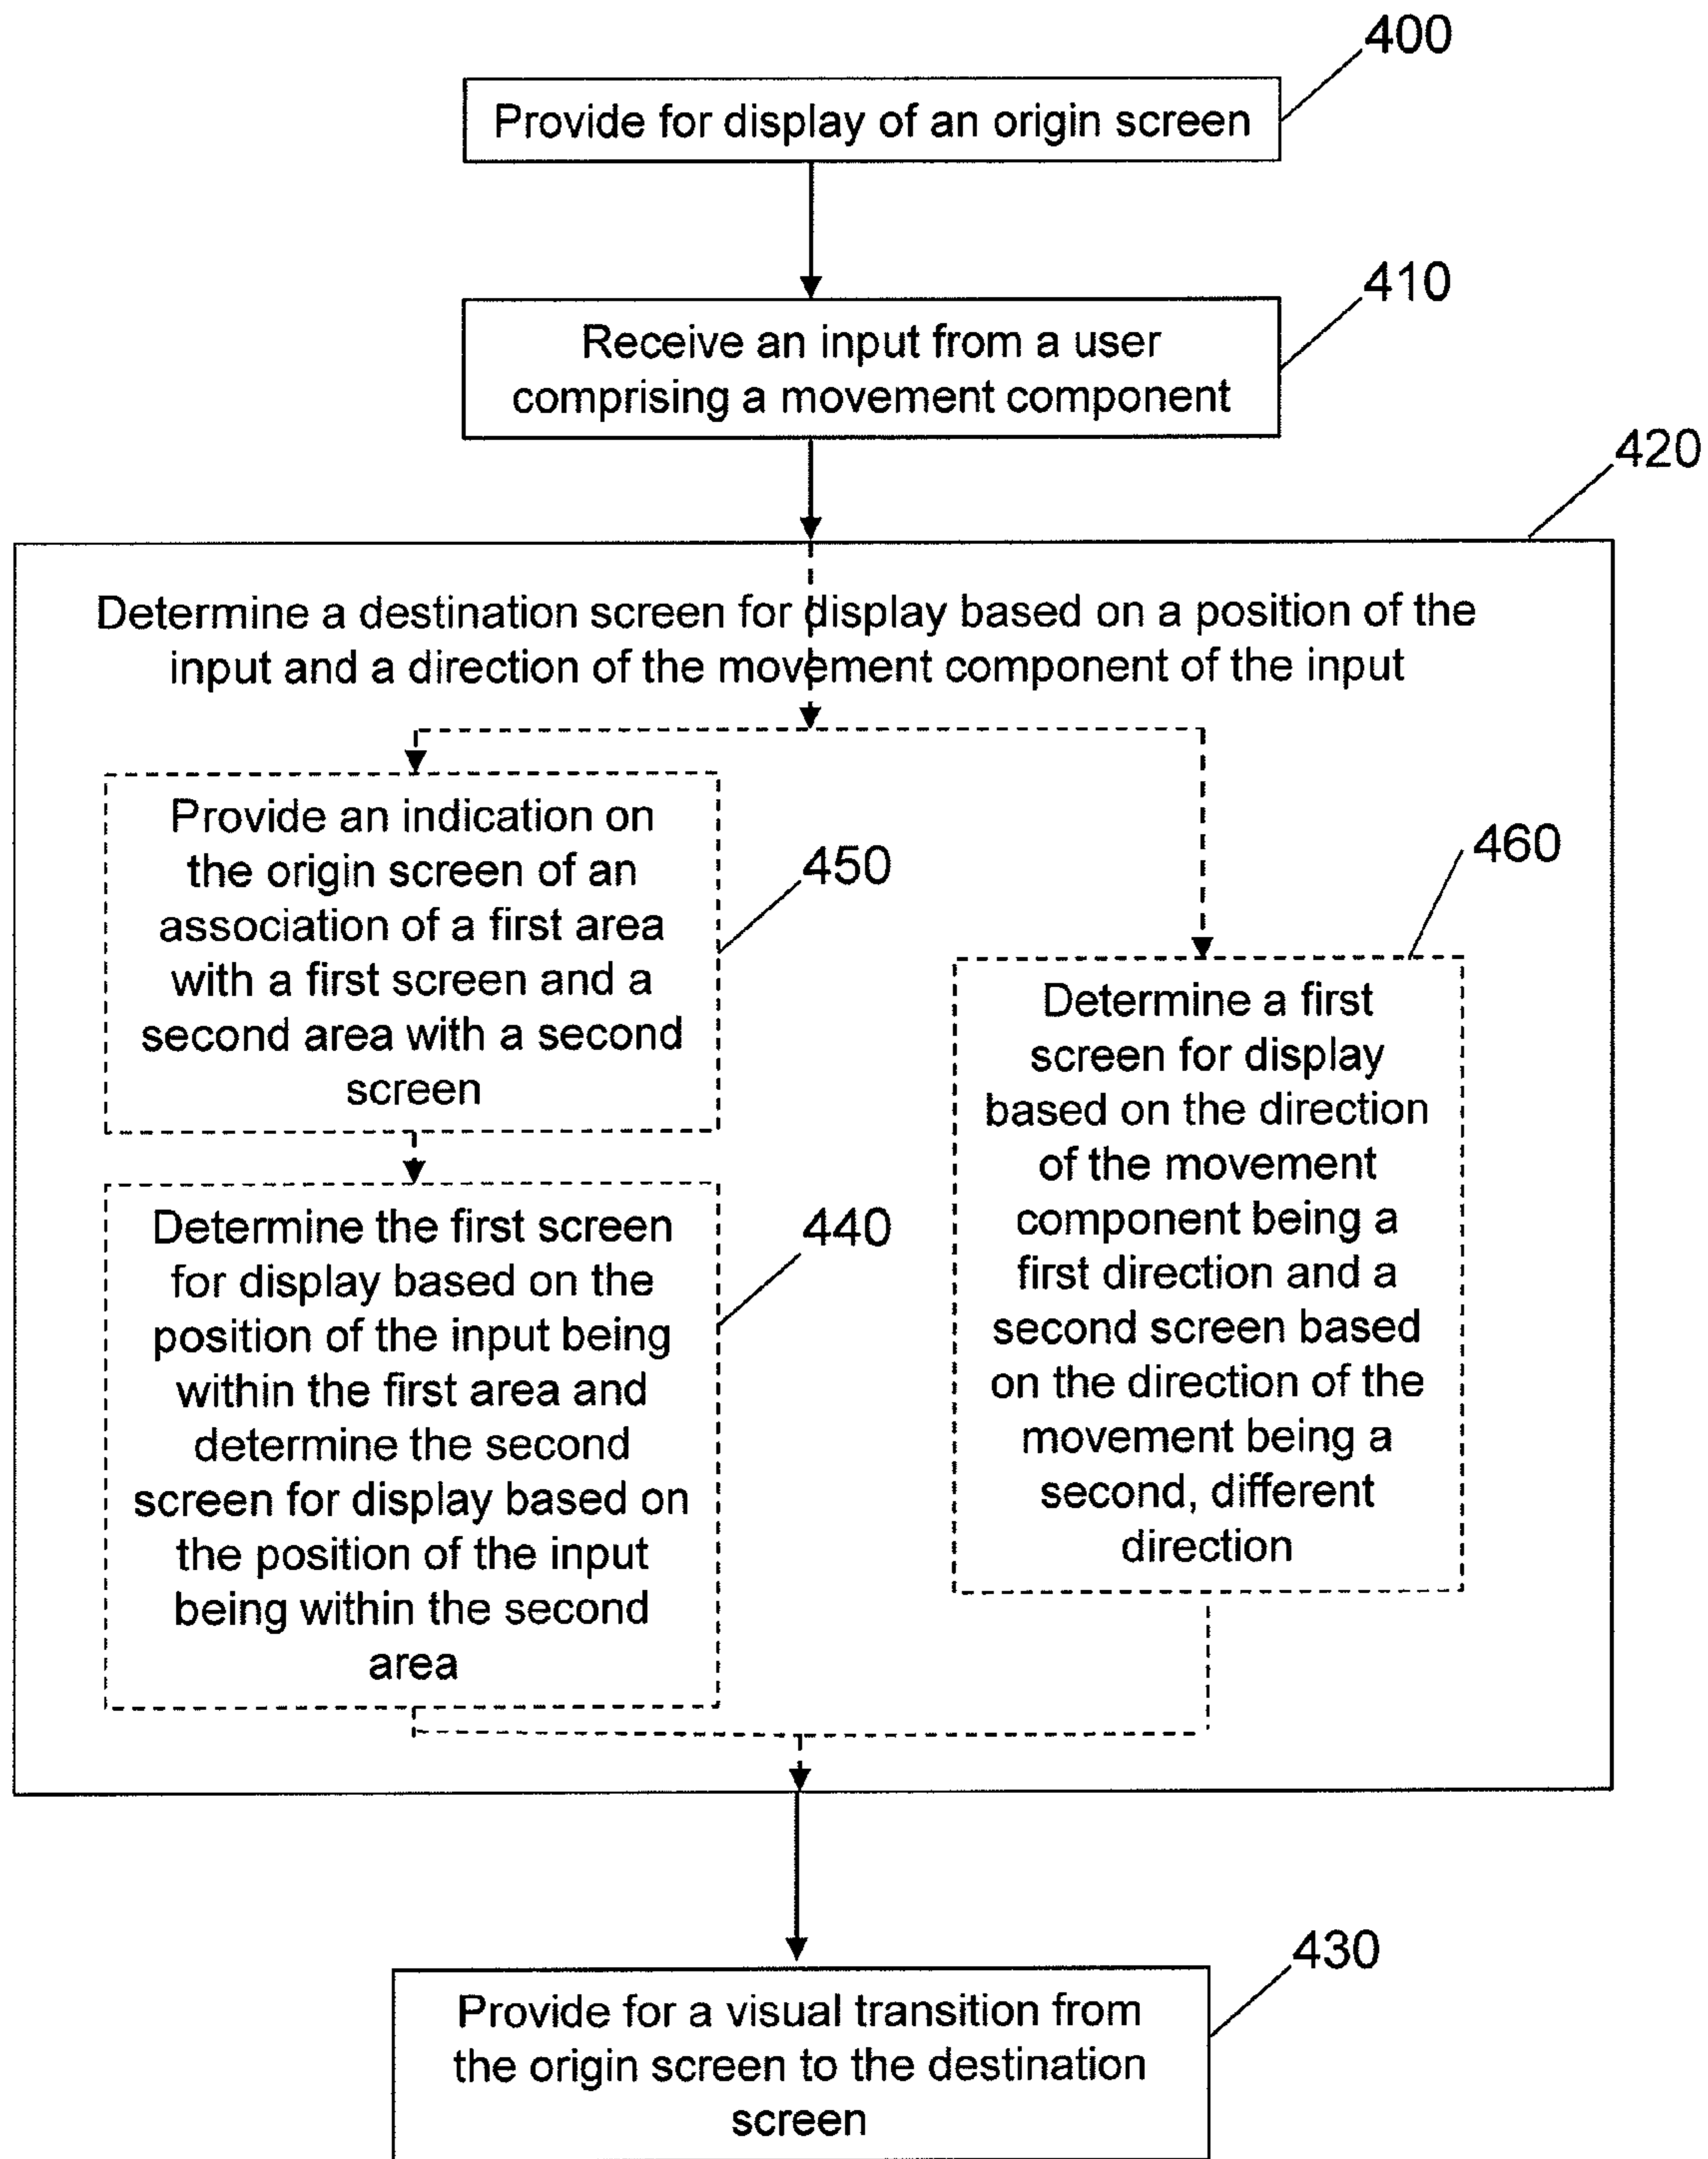 400
Provide for display of an origin screen
410
Receive an input from a user
comprising a movement component
420
Determine a destination screen for display based on a position of the
input and a direction of the movement component of the input
Provide an indication on
the origin screen of an
association of a first area
with a first screen and a
second area with a second
screen
450
460
Determine the first screen
for display based on the
position of the input being
within the first area and
determine the second
screen for display based on
the position of the input
being within the second
area
440
Determine a first
screen for display
based on the direction
of the movement
component being a
first direction and a
second screen based
on the direction of the
movement being a
second, different
direction
430
Provide for a visual transition from
the origin screen to the destination
screen